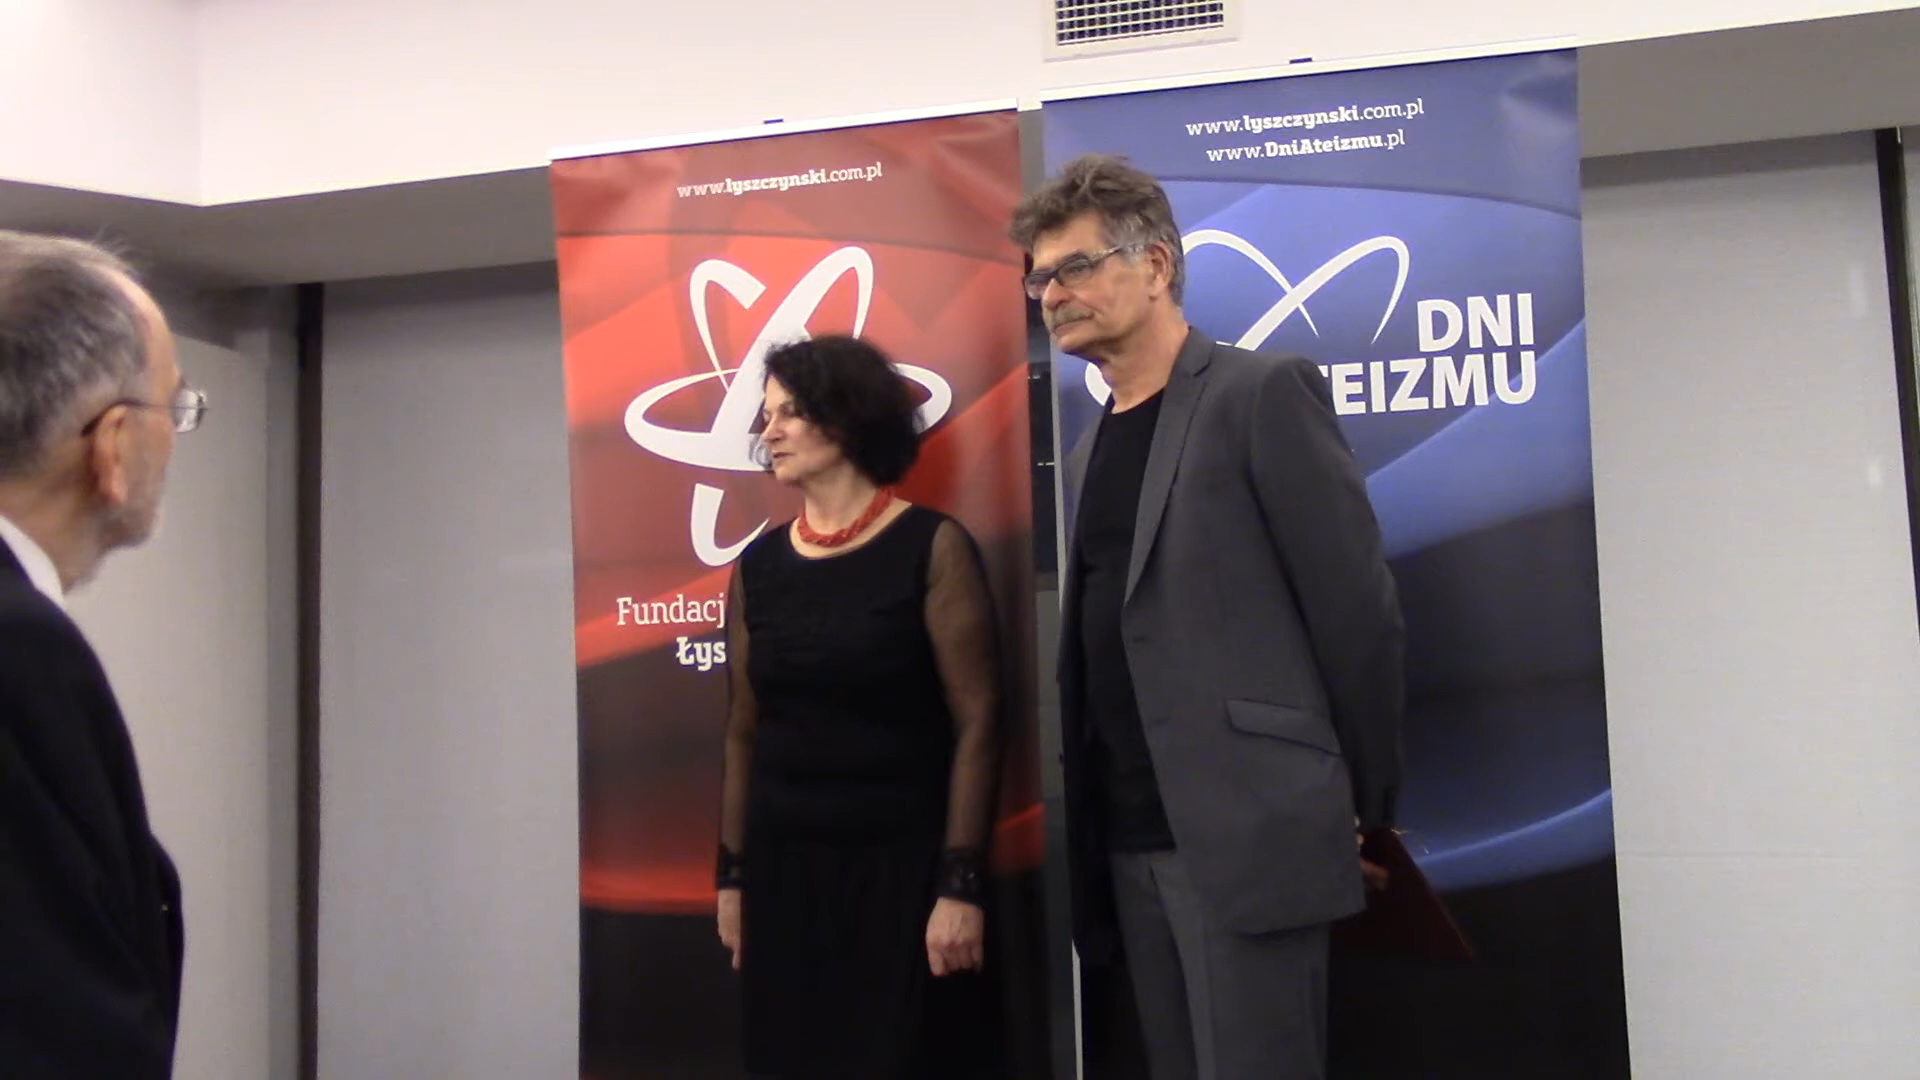 www.lyszczynski.com.pl
Fundacj
Łys
www.lyszczynski.com.pl
www.DniAteizmu.pl
DNI
TEIZMU